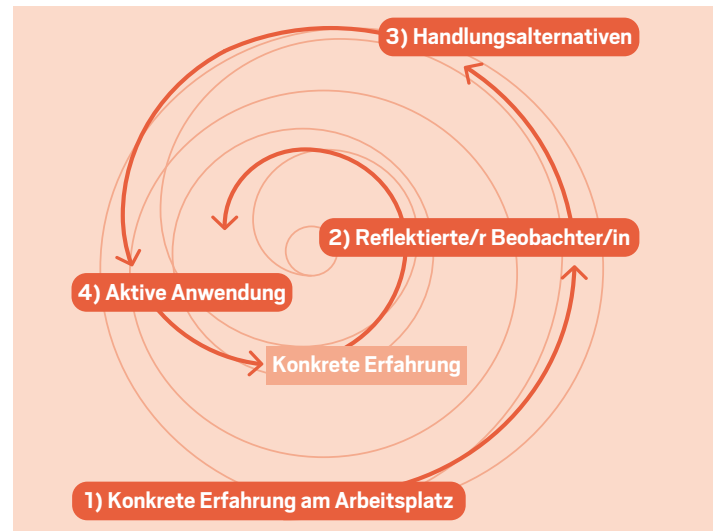 3) Handlungsalternativen
2) Reflektierte/r Beobachter/in
4) Aktive Anwendung
Konkrete Erfahrung
1) Konkrete Erfahrung am Arbeitsplatz